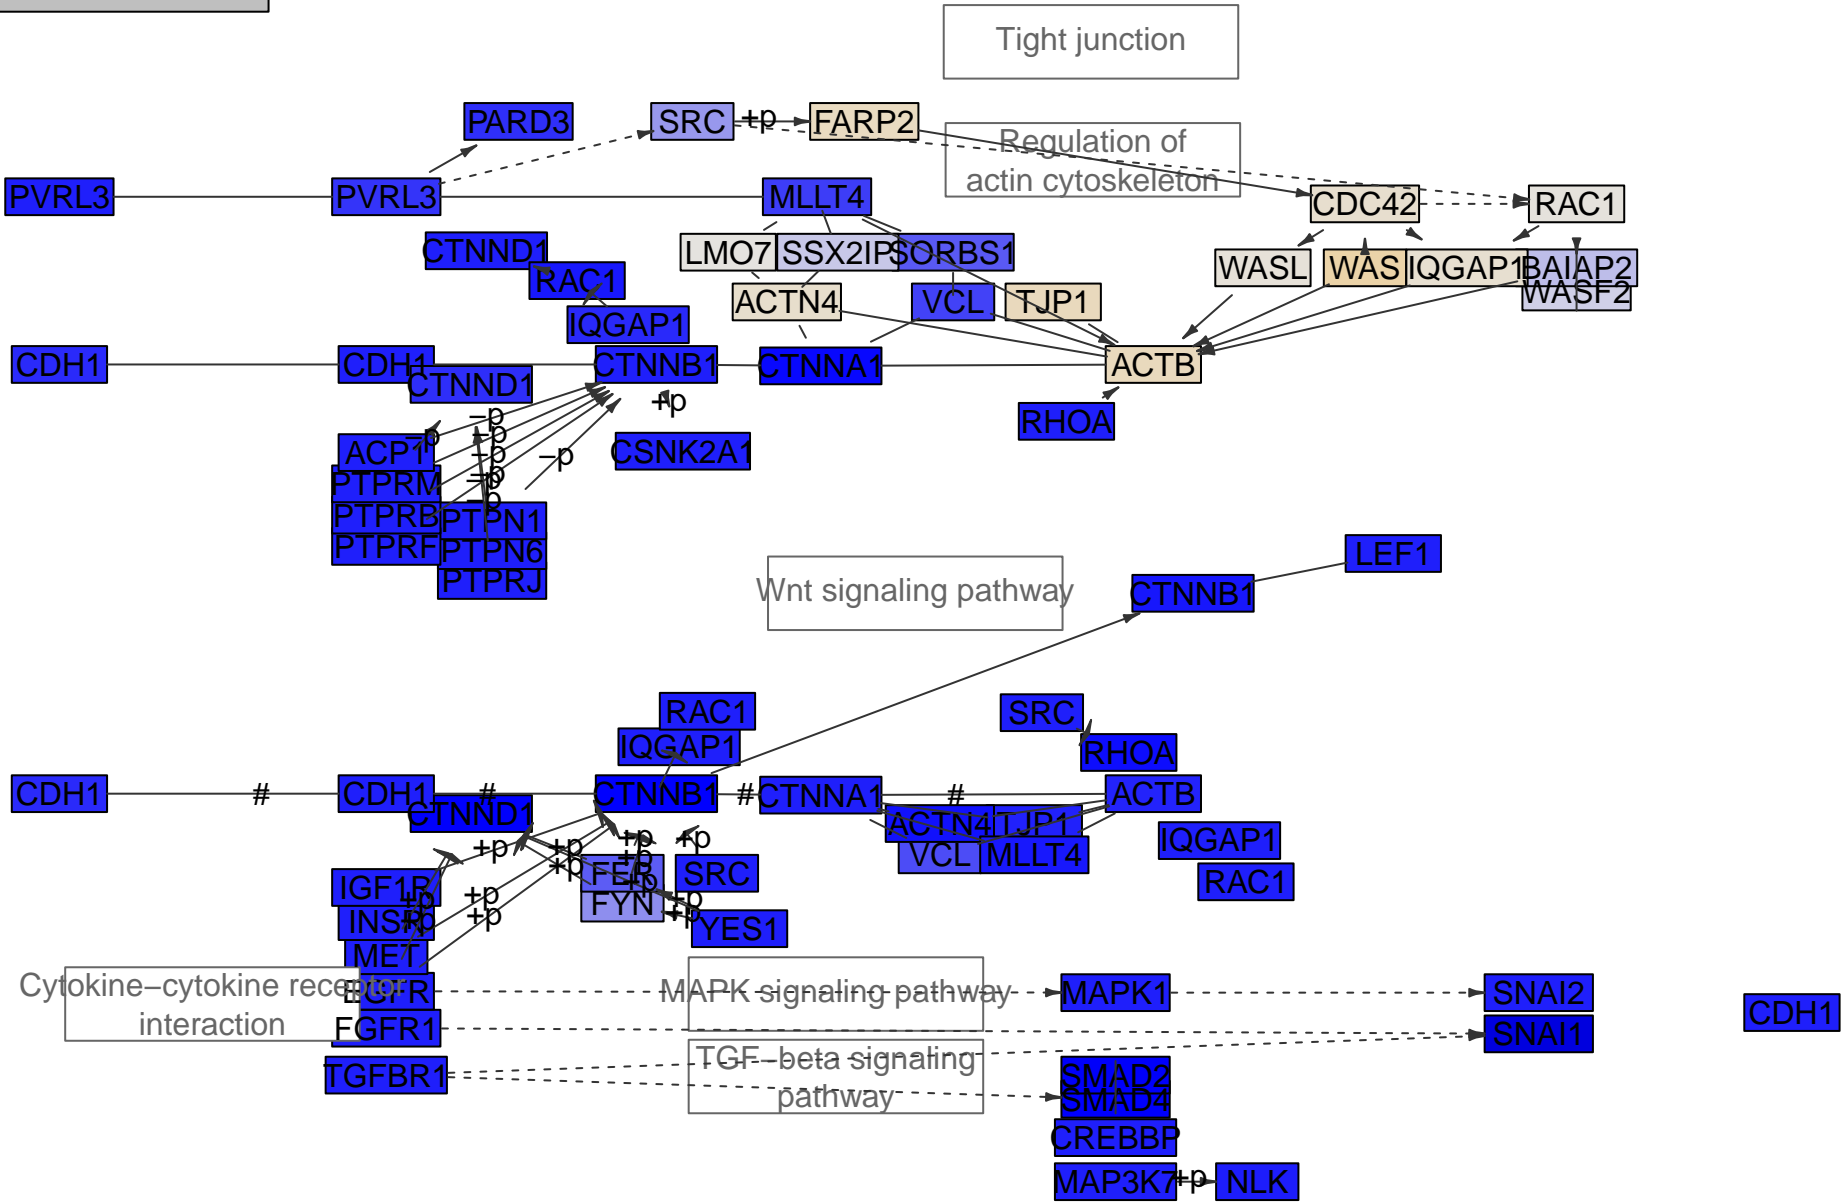 Tight junction
PARD3
SRC
+p
FARP2
Regulation of
actin cytoskeleton
PVRL3
PVRL3
MLLT4
CDC42
RAC1
CTNND1
RAC1
LMO7
SSX2IP
SORBS1
WASL
WAS
IQGAP1
BAIAP2
WASF2
IQGAP1
ACTN4
VCL
TJP1
CDH1
CDH1
CTNND1
CTNNB1
CTNNA1
ACTB
+p
RHOA
−p
−p
−p
−p
−p
−p
−p
−p
ACP1
CSNK2A1
PTPRM
PTPRB
PTPN1
PTPRF
PTPN6
PTPRJ
LEF1
Wnt signaling pathway
CTNNB1
RAC1
SRC
IQGAP1
RHOA
CDH1
#
CDH1
#
CTNNB1
#
CTNNA1
#
ACTB
CTNND1
ACTN4
TJP1
+p
+p
+p
+p
+p
+p
VCL
MLLT4
IQGAP1
IGF1R
FER
+p
SRC
RAC1
+p
+p
+p
INSR
+p
+p
FYN
+p
YES1
MET
Cytokine−cytokine receptor
interaction
EGFR
MAPK signaling pathway
MAPK1
SNAI2
CDH1
FGFR1
SNAI1
TGF−beta signaling
pathway
TGFBR1
SMAD2
SMAD4
CREBBP
MAP3K7
+p
NLK